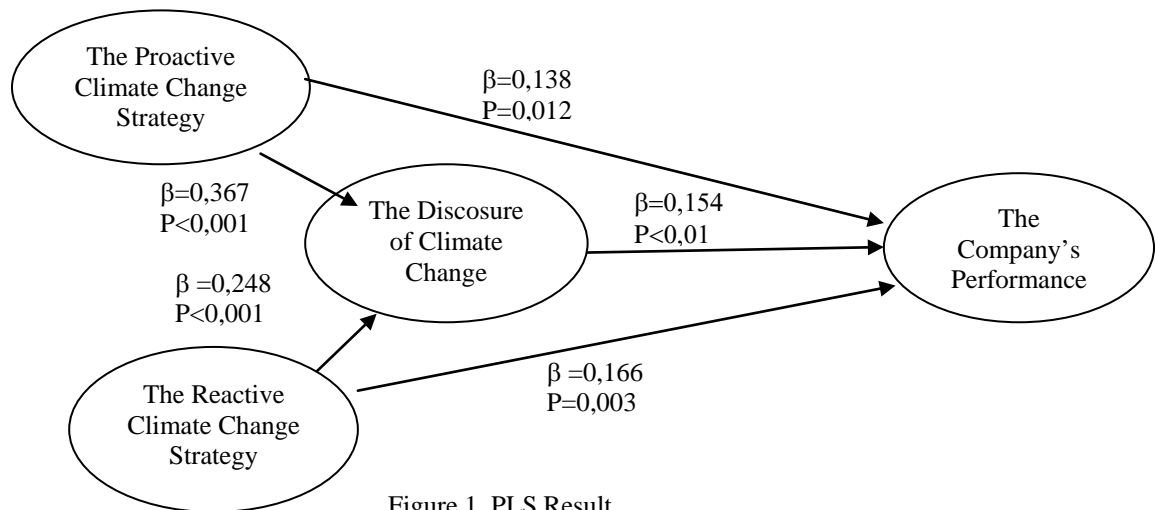 The Proactive
Climate Change
Strategy
β=0,138
P=0,012
β=0,367
P<0,001
The Discosure
of Climate
Change
β=0,154
P<0,01
The
Company's
Performance
β =0,248
P<0,001
The Reactive
Climate Change
Strategy
β =0,166
P=0,003
Figure 1. PLS Result